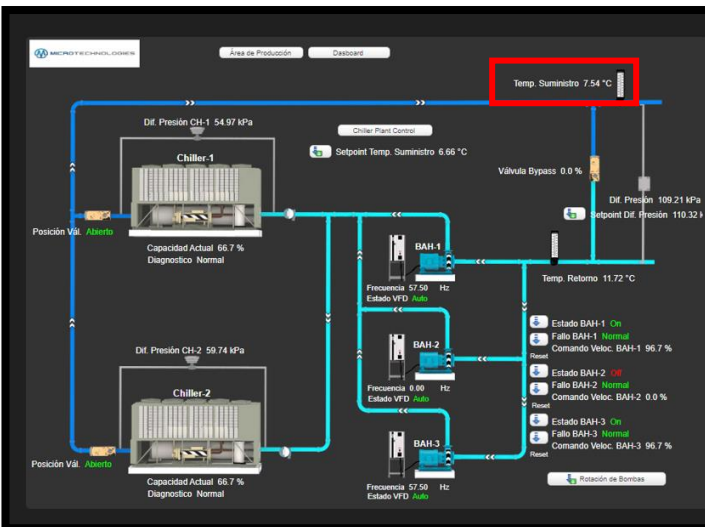 MICROTECHNOLOGIES
Área de Producción
Dasboard
Temp. Suministro 7.54 °C
Dif. Presión CH-1 54.97 kPa
Chiller Plant Control
Chiller-1
Setpoint Temp. Suministro 6.66 °C
Válvula Bypass 0.0 %
Dif. Presión 109.21 kPa
Setpoint Dif. Presión 110.32
Posición Vál. Abierto
Capacidad Actual 66.7 %
Diagnostico Normal
BAH-1
Temp. Retorno 11.72 °C
Frecuencia 57.50 Hz
Estado VFD Auto
Estado BAH-1 On
Fallo BAH-1 Normal
Comando Veloc. BAH-1 96.7 %
Reset
Dif. Presión CH-2 59.74 kPa
BAH-2
Estado BAH-2 Off
Fallo BAH-2 Normal
Comando Veloc. BAH-2 0.0 %
Reset
Chiller-2
Frecuencia 0.00 Hz
Estado VFD Auto
Estado BAH-3 On
Fallo BAH-3 Normal
Comando Veloc. BAH-3 96.7 %
Reset
BAH-3
Posición Vál. Abierto
Capacidad Actual 66.7 %
Diagnostico Normal
Frecuencia 57.50 Hz
Estado VFD Auto
Rotación de Bombas